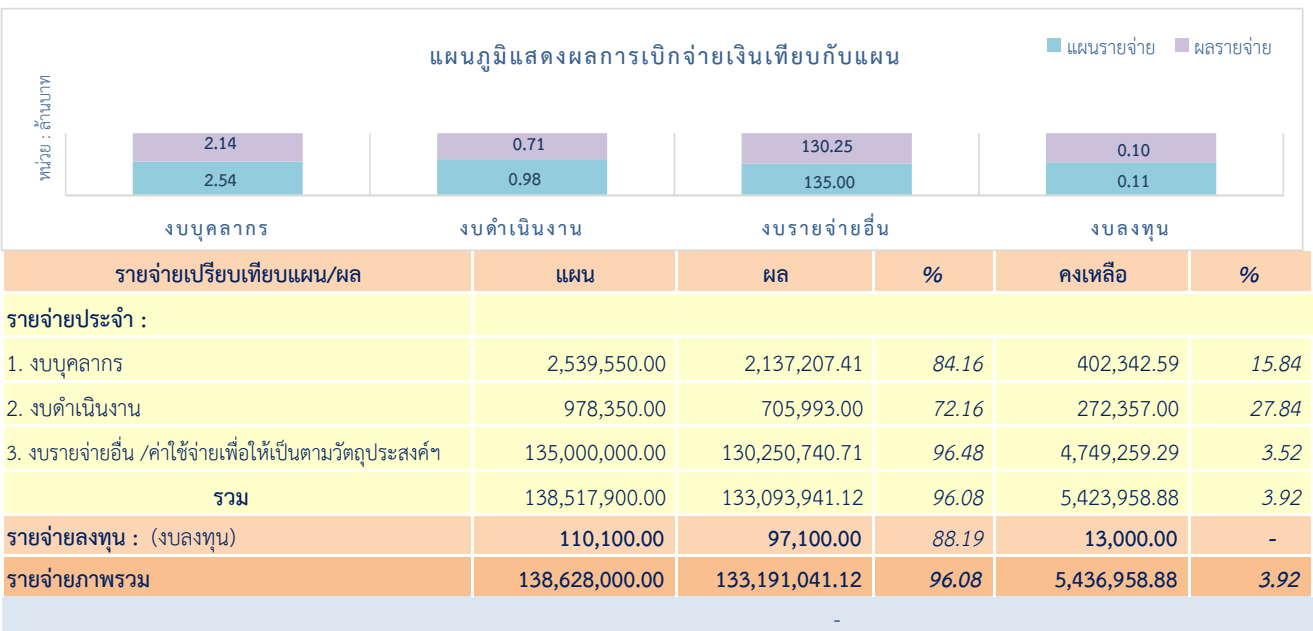 แผนภูมิแสดงผลการเบิกจ่ายเงินเทียบกับแผน
แผนรายจ่าย ผลรายจ่าย
หน่วย : ล้านบาท
2.14 0.71 130.25 0.10
2.54 0.98 135.00 0.11
งบบุคลากร งบดำเนินงาน งบรายจ่ายอื่น งบลงทุน
รายจ่ายเปรียบเทียบแผน/ผล แผน ผล % คงเหลือ %
รายจ่ายประจำ :
1. งบบุคลากร 2,539,550.00 2,137,207.41 84.16 402,342.59 15.84
2. งบดำเนินงาน 978,350.00 705,993.00 72.16 272,357.00 27.84
3. งบรายจ่ายอื่น /ค่าใช้จ่ายเพื่อให้เป็นตามวัตถุประสงค์ฯ 135,000,000.00 130,250,740.71 96.48 4,749,259.29 3.52
รวม 138,517,900.00 133,093,941.12 96.08 5,423,958.88 3.92
รายจ่ายลงทุน : (งบลงทุน) 110,100.00 97,100.00 88.19 13,000.00 -
รายจ่ายภาพรวม 138,628,000.00 133,191,041.12 96.08 5,436,958.88 3.92
-